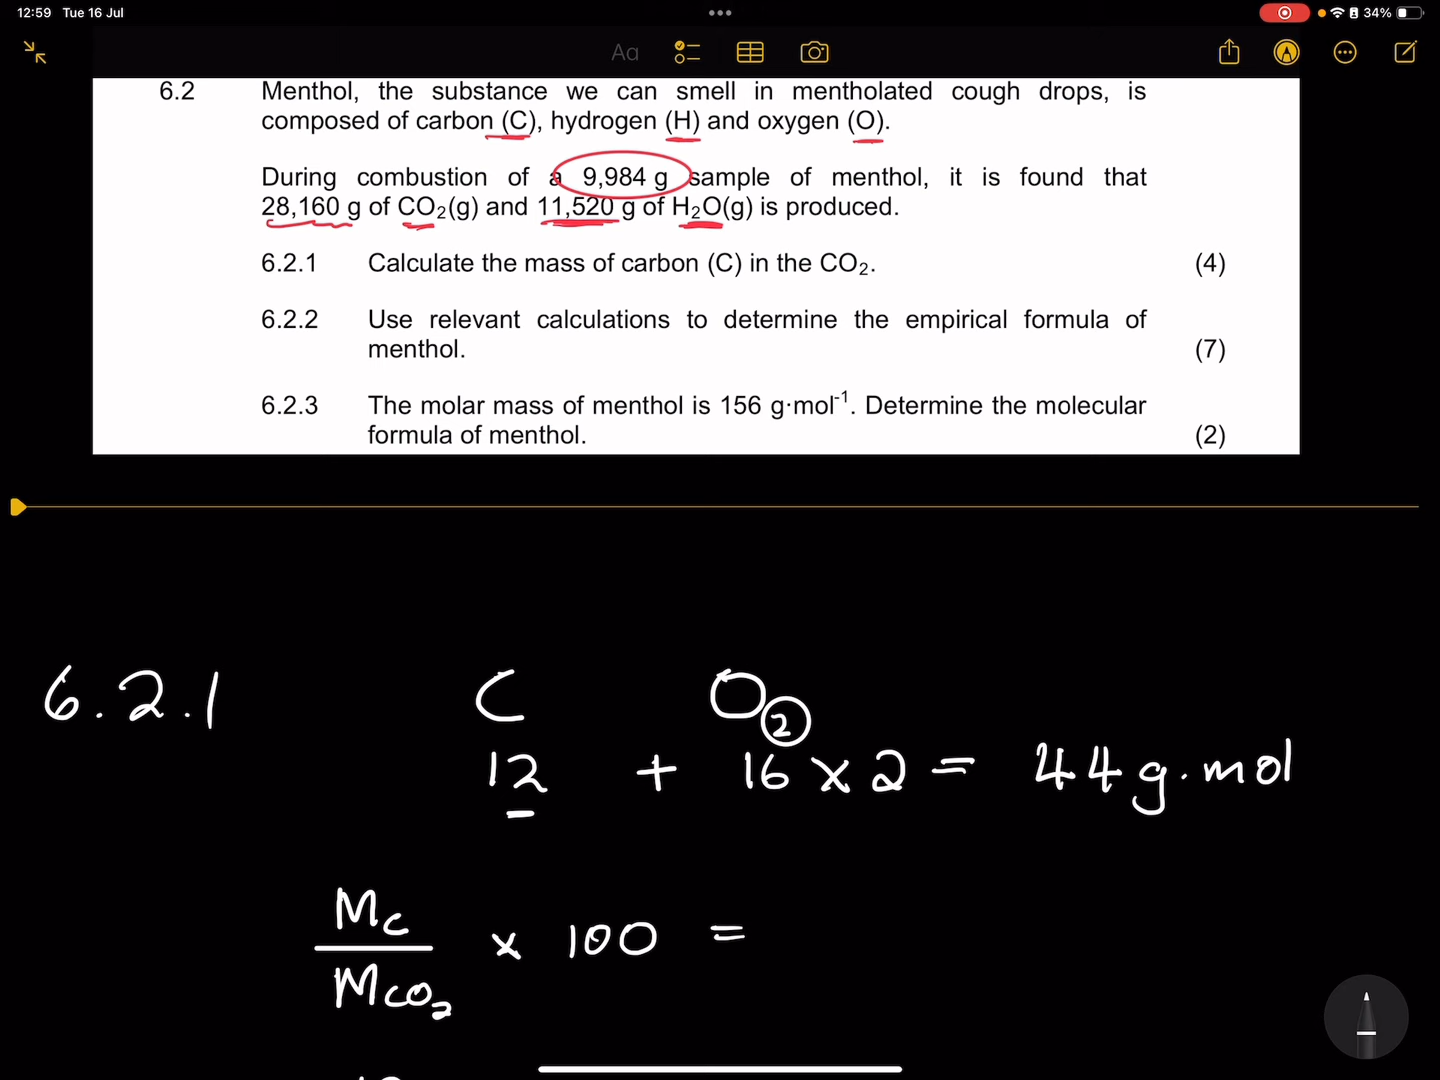 12:59 Tue 16 Jul
34%
Aa
6.2 Menthol, the substance we can smell in mentholated cough drops, is
composed of carbon (C), hydrogen (H) and oxygen (O).
During combustion of a 9,984 g sample of menthol, it is found that
28,160 g of CO₂(g) and 11,520 g of H₂O(g) is produced.
6.2.1 Calculate the mass of carbon (C) in the CO₂. (4)
6.2.2 Use relevant calculations to determine the empirical formula of
menthol. (7)
6.2.3 The molar mass of menthol is 156 g·mol⁻¹. Determine the molecular
formula of menthol. (2)
6.2.1 C O₂
12 + 16 × 2 = 44 g.mol
Mc
× 100 =
Mco₂